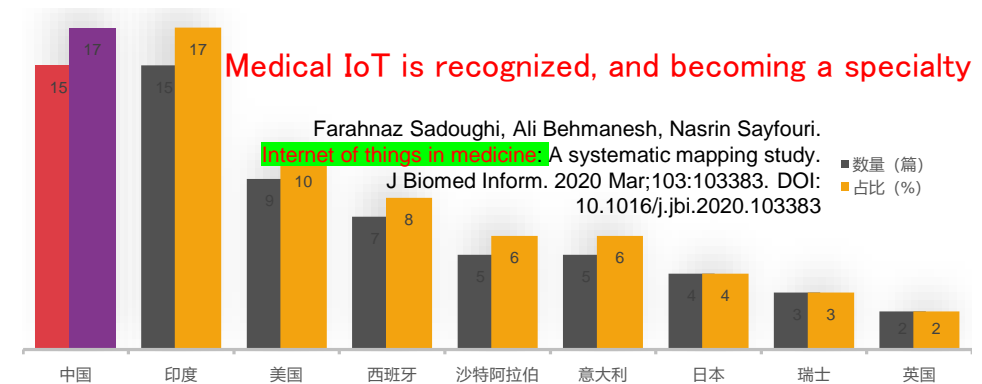 17
17
15
15
Medical IoT is recognized, and becoming a specialty
Farahnaz Sadoughi, Ali Behmanesh, Nasrin Sayfouri.
Internet of things in medicine: A systematic mapping study.
J Biomed Inform. 2020 Mar;103:103383. DOI:
10.1016/j.jbi.2020.103383
数量（篇）
占比（%）
9
10
7
8
5
6
5
6
4
4
3
3
2
2
中国
印度
美国
西班牙
沙特阿拉伯
意大利
日本
瑞士
英国